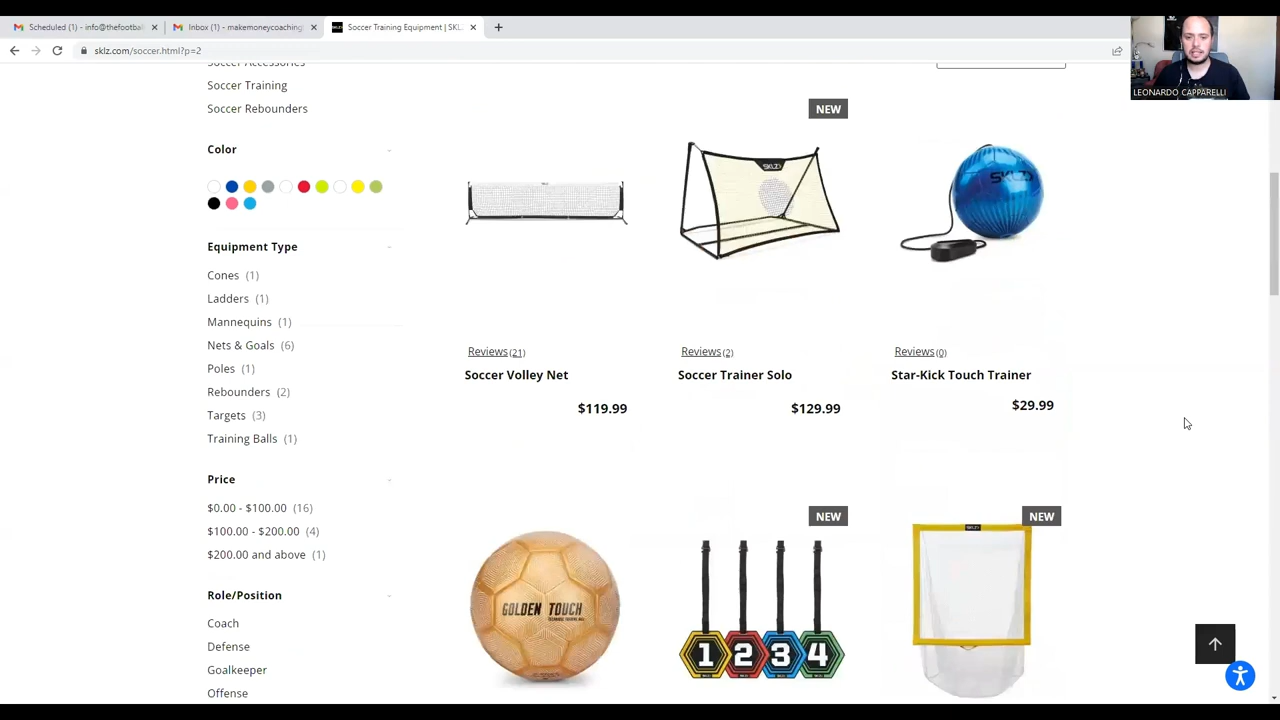 Scheduled (1) - info@thefootbal
Inbox (1) - makemoneycoaching
Soccer Training Equipment | SKL
sklz.com/soccer.html?p=2
LEONARDO CAPPARELLI
Soccer Accessories
Soccer Training
Soccer Rebounders
Color
Equipment Type
Cones (1)
Ladders (1)
Mannequins (1)
Nets & Goals (6)
Poles (1)
Rebounders (2)
Targets (3)
Training Balls (1)
Price
$0.00 - $100.00 (16)
$100.00 - $200.00 (4)
$200.00 and above (1)
Role/Position
Coach
Defense
Goalkeeper
Offense
NEW
SKLZ
SKLZ
Reviews (21)
Soccer Volley Net
$119.99
Reviews (2)
Soccer Trainer Solo
$129.99
Reviews (0)
Star-Kick Touch Trainer
$29.99
NEW
NEW
GOLDEN TOUCH
1 2 3 4
SKLZ